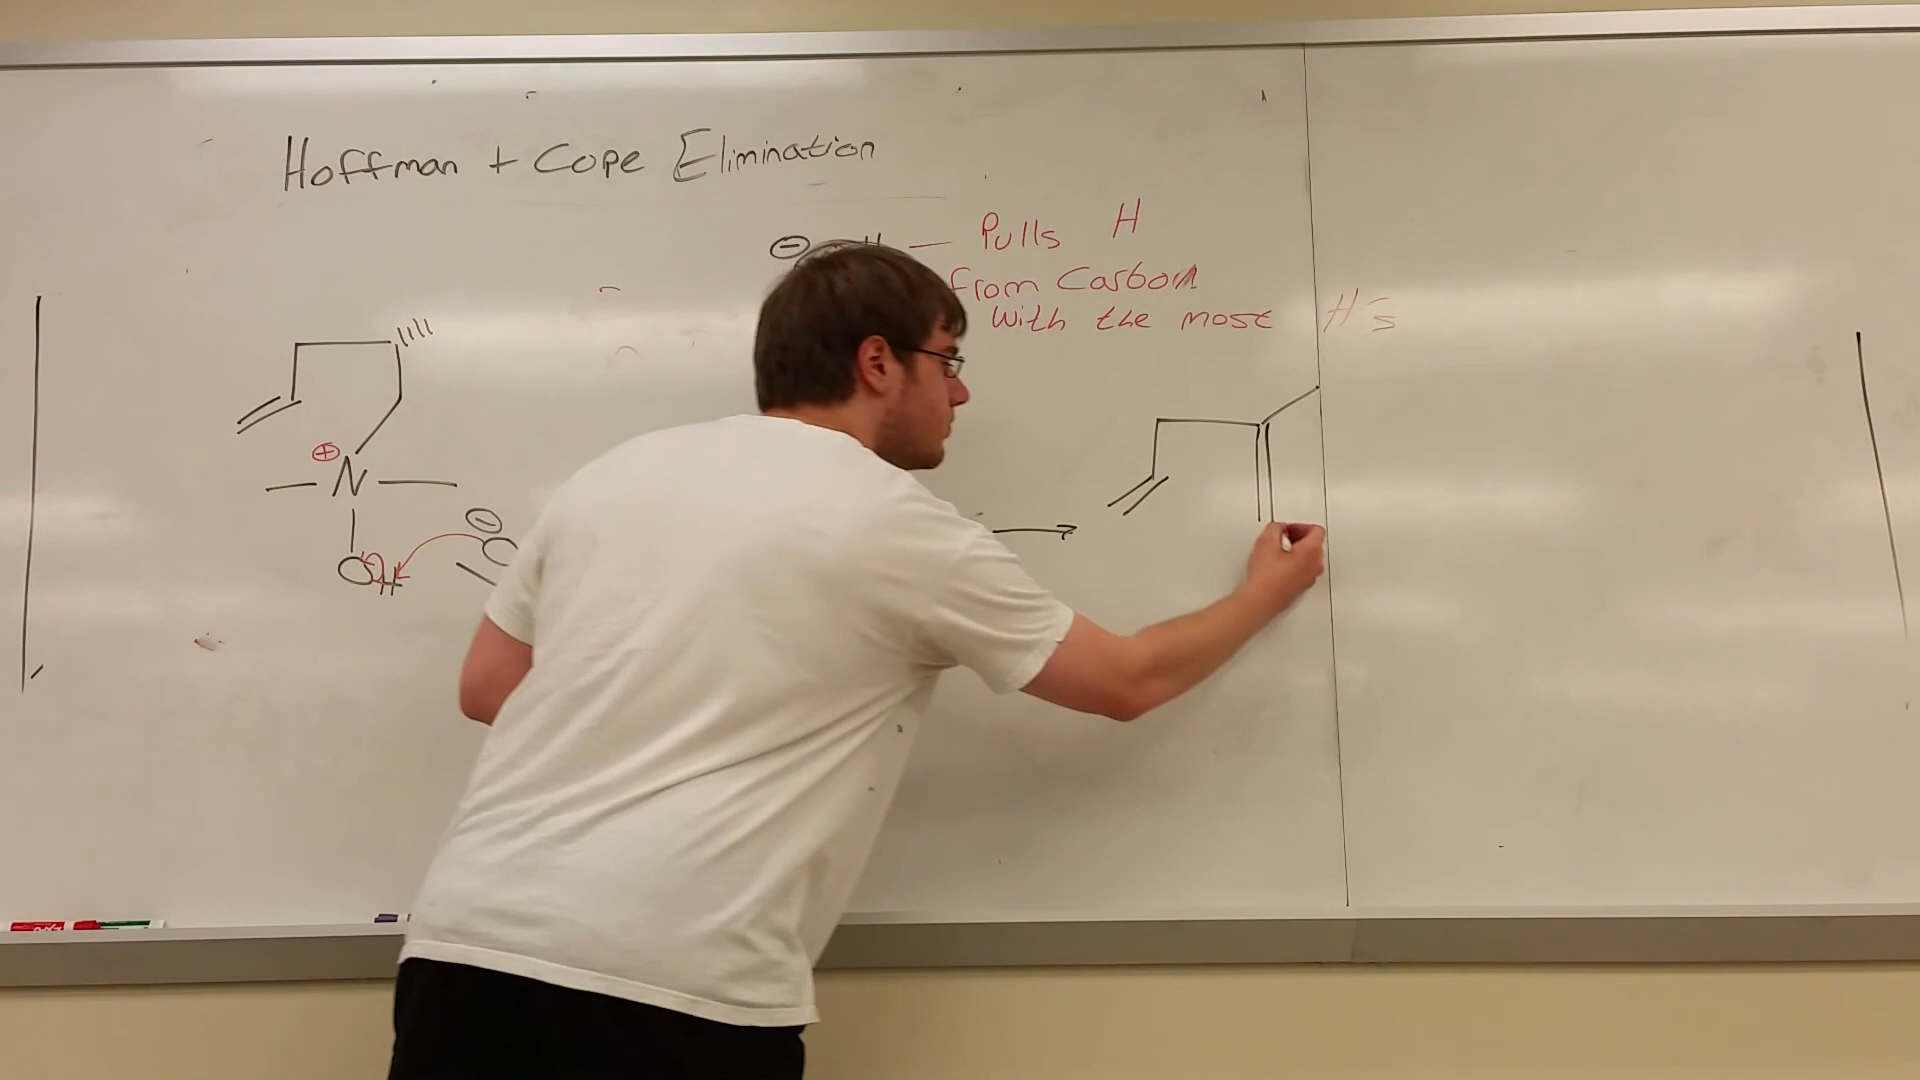 Hoffman + Cope Elimination
⊖ H — Pulls H
from Carbon
with the most H's
⊕
N
⊖
O
OH